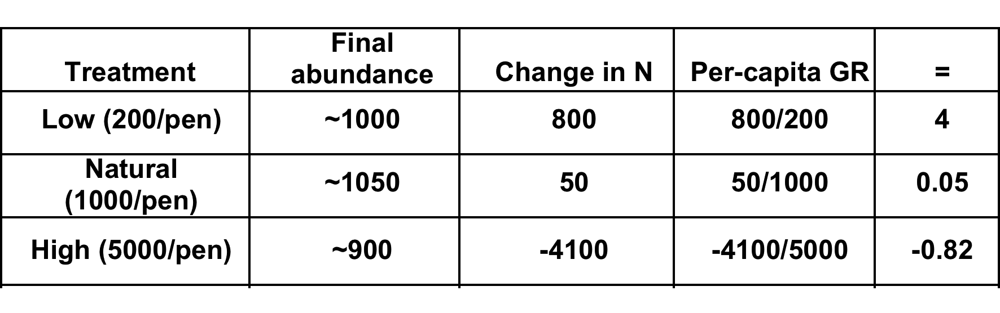 Treatment Final abundance Change in N Per-capita GR =
Low (200/pen) ~1000 800 800/200 4
Natural (1000/pen) ~1050 50 50/1000 0.05
High (5000/pen) ~900 -4100 -4100/5000 -0.82